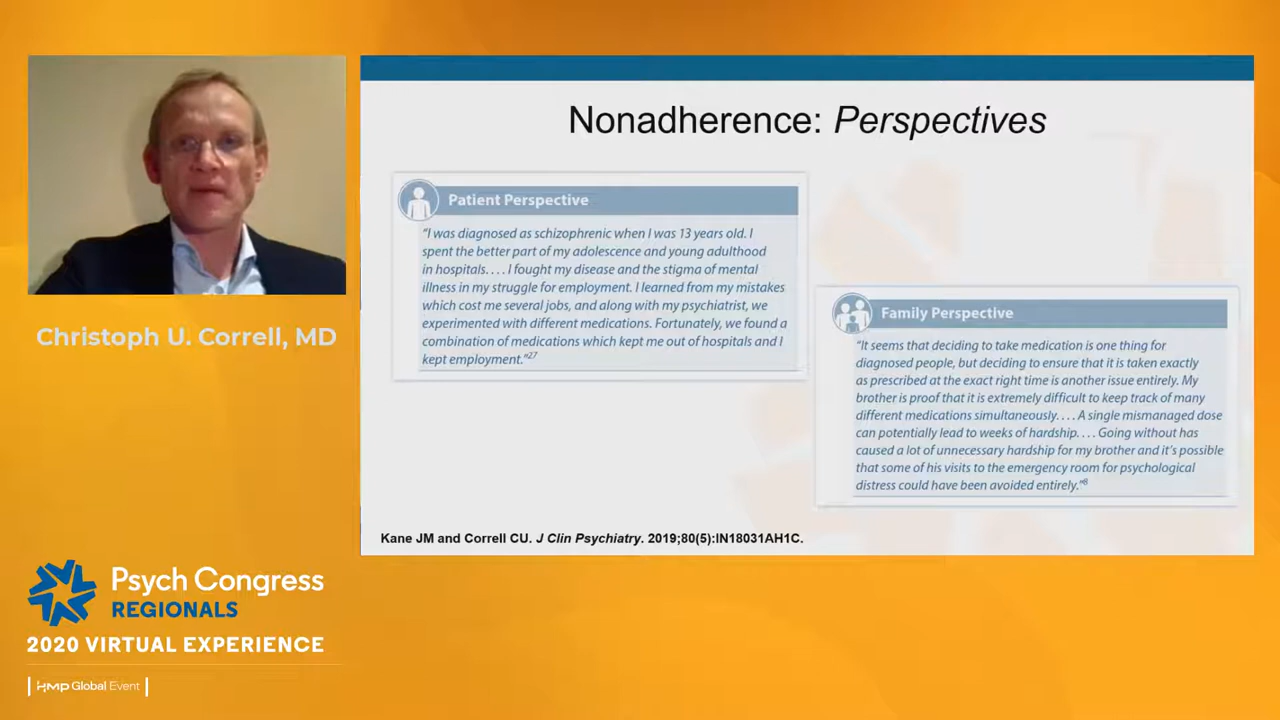 Nonadherence: Perspectives
Patient Perspective
“I was diagnosed as schizophrenic when I was 13 years old. I
spent the better part of my adolescence and young adulthood
in hospitals. . . . I fought my disease and the stigma of mental
illness in my struggle for employment. I learned from my mistakes
which cost me several jobs, and along with my psychiatrist, we
experimented with different medications. Fortunately, we found a
combination of medications which kept me out of hospitals and I
kept employment.”27
Family Perspective
“It seems that deciding to take medication is one thing for
diagnosed people, but deciding to ensure that it is taken exactly
as prescribed at the exact right time is another issue entirely. My
brother is proof that it is extremely difficult to keep track of many
different medications simultaneously. . . . A single mismanaged dose
can potentially lead to weeks of hardship. . . . Going without has
caused a lot of unnecessary hardship for my brother and it’s possible
that some of his visits to the emergency room for psychological
distress could have been avoided entirely.”8
Kane JM and Correll CU. J Clin Psychiatry. 2019;80(5):IN18031AH1C.
Christoph U. Correll, MD
Psych Congress
REGIONALS
2020 VIRTUAL EXPERIENCE
HMP Global Event